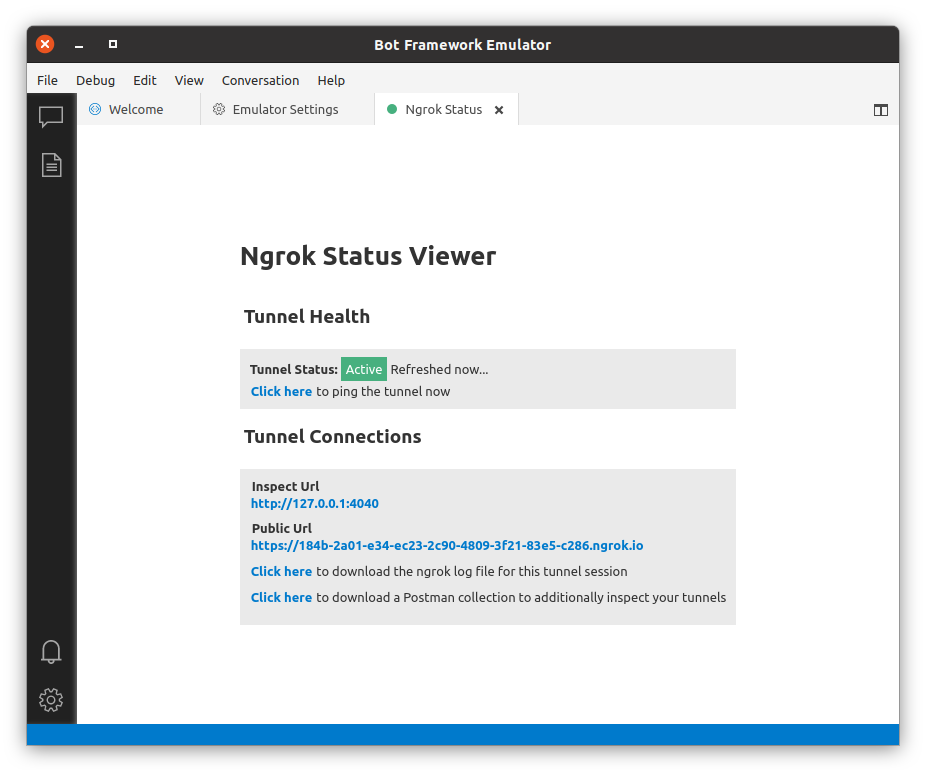 Bot Framework Emulator
File Debug Edit View Conversation Help
Welcome Emulator Settings Ngrok Status
Ngrok Status Viewer
Tunnel Health
Tunnel Status: Active Refreshed now...
Click here to ping the tunnel now
Tunnel Connections
Inspect Url
http://127.0.0.1:4040
Public Url
https://184b-2a01-e34-ec23-2c90-4809-3f21-83e5-c286.ngrok.io
Click here to download the ngrok log file for this tunnel session
Click here to download a Postman collection to additionally inspect your tunnels